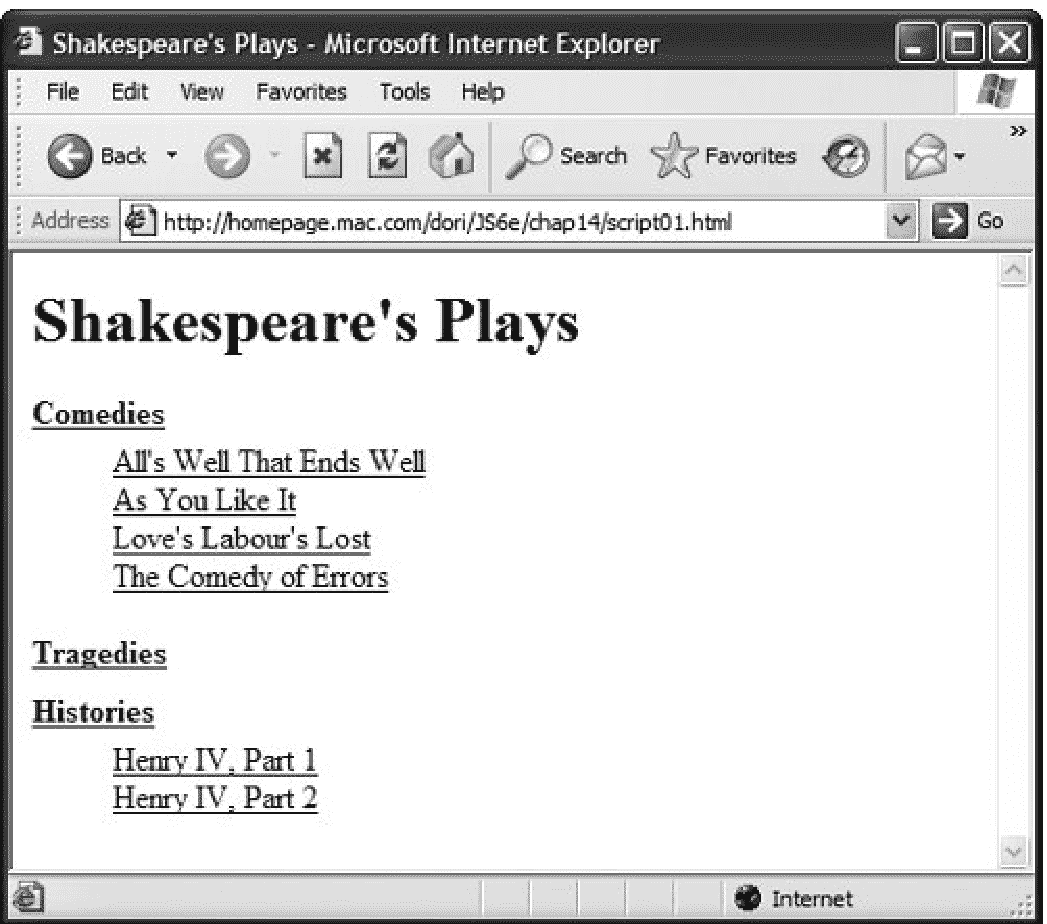 Shakespeare's Plays - Microsoft Internet Explorer
File Edit View Favorites Tools Help
Back Search Favorites »
Address http://homepage.mac.com/dori/JS6e/chap14/script01.html Go
Shakespeare's Plays
Comedies
All's Well That Ends Well
As You Like It
Love's Labour's Lost
The Comedy of Errors
Tragedies
Histories
Henry IV, Part 1
Henry IV, Part 2
Internet